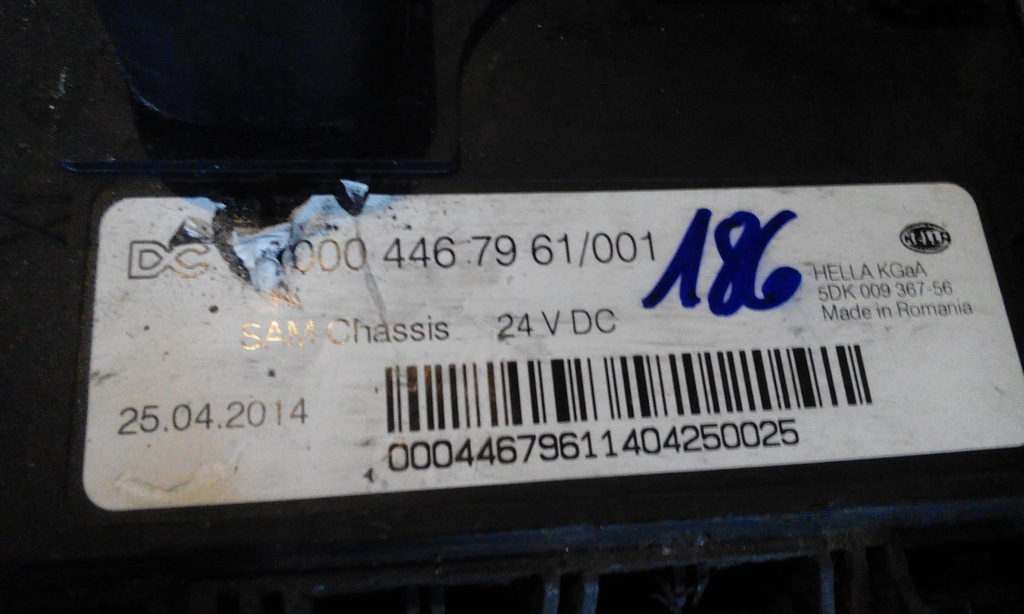 DC 000 446 79 61/001
186
HELLA
HELLA KGaA
5DK 009 367-56
Made in Romania
SAM Chassis 24 V DC
25.04.2014
00044679611404250025